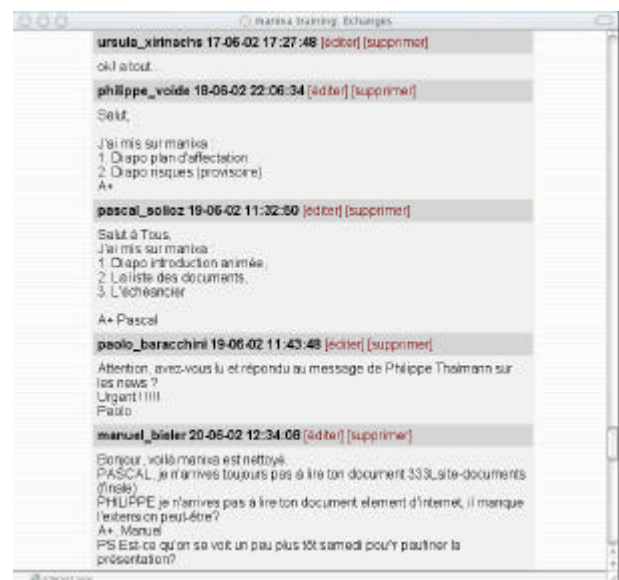 manixa training: Echanges
ursula_xirinachs 17-06-02 17:27:48 [éditer] [supprimer]
ok! a tout...
philippe_voide 18-06-02 22:06:34 [éditer] [supprimer]
Salut,
J'ai mis sur manixa
1. Diapo plan d'affectation
2. Diapo risques (provisoire)
A+
pascal_solioz 19-06-02 11:32:50 [éditer] [supprimer]
Salut à Tous,
J'ai mis sur manixa :
1. Diapo introduction animée,
2. La liste des documents,
3. L'échéancier
A+ Pascal
paolo_baracchini 19-06-02 11:43:48 [éditer] [supprimer]
Attention, avez-vous lu et répondu au message de Philippe Thalmann sur
les news ?
Urgent !!!!!
Paolo
manuel_bieler 20-06-02 12:34:08 [éditer] [supprimer]
Bonjour, voilà manixa est nettoyé.
PASCAL, je n'arrives toujours pas à lire ton document 333l_site-documents
(finale)
PHILIPPE je n'arrives pas à lire ton document element d'internet, il manque
l'extension peut-être?
A+, Manuel
PS Est-ce qu'on se voit un peu plus tôt samedi pour'r paufiner la
présentation?